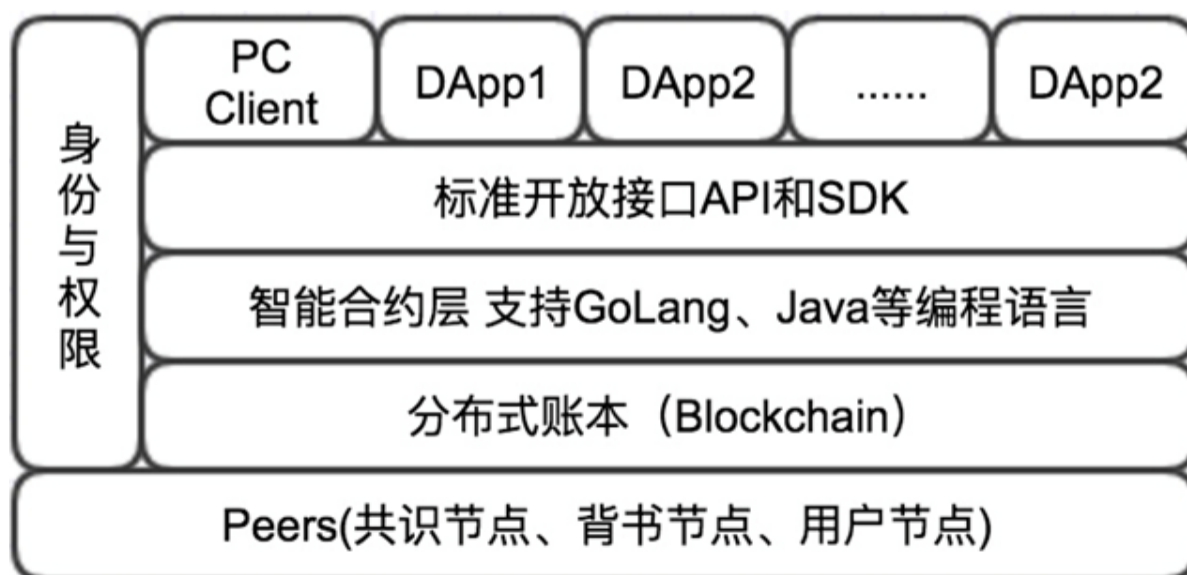 身
份
与
权
限
PC
Client
DApp1
DApp2
......
DApp2
标准开放接口API和SDK
智能合约层 支持GoLang、Java等编程语言
分布式账本（Blockchain）
Peers(共识节点、背书节点、用户节点)